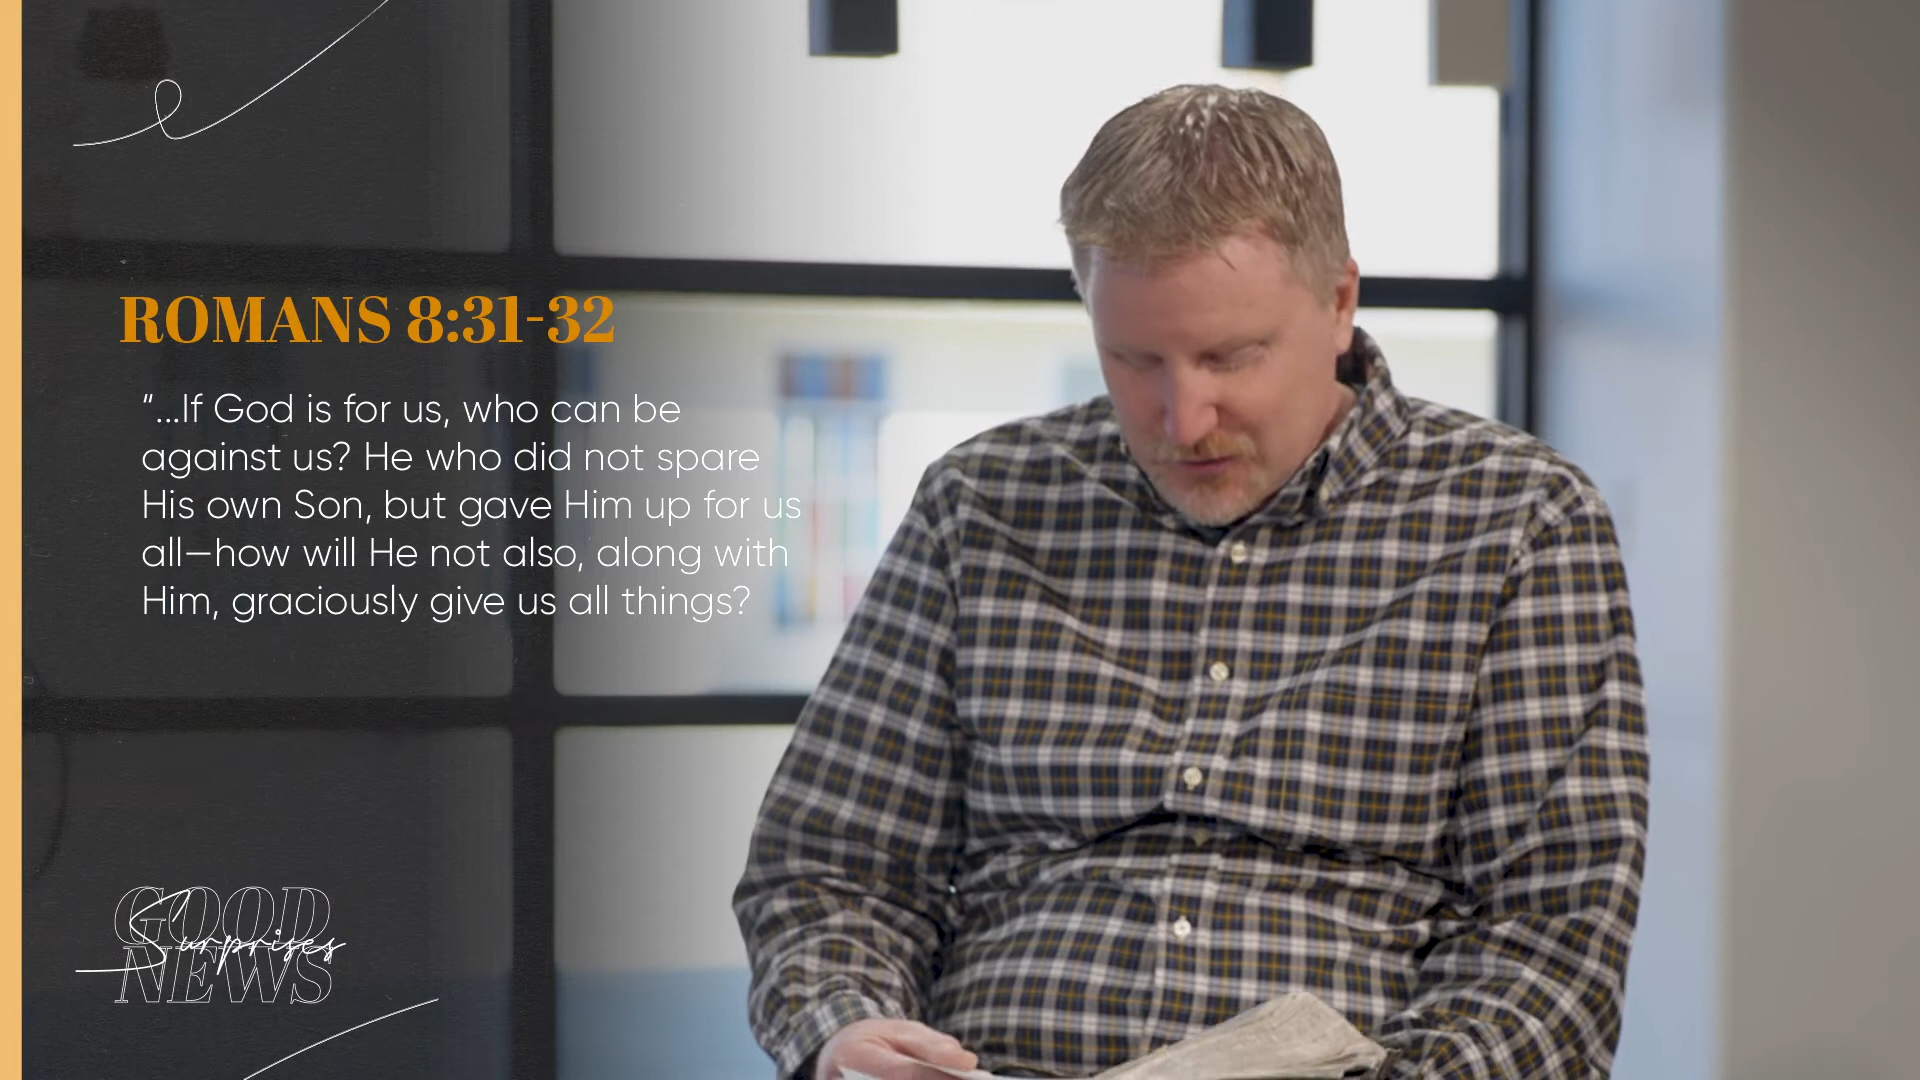 ROMANS 8:31-32
“...If God is for us, who can be
against us? He who did not spare
His own Son, but gave Him up for us
all—how will He not also, along with
Him, graciously give us all things?
GOOD
Surprises
NEWS